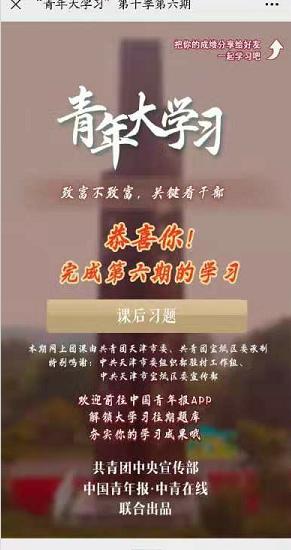 “青年大学习”第十季第六期
把你的成绩分享给好友
一起学习吧
青年大学习
致富不致富，关键看干部
恭喜你！
完成第六期的学习
课后习题
本期网上团课由共青团天津市委、共青团宝坻区委录制
特别鸣谢：中共天津市委组织部驻村工作组、
中共天津市宝坻区委宣传部
欢迎前往中国青年报APP
解锁大学习往期题库
夯实你的学习成果哦
共青团中央宣传部
中国青年报·中青在线
联合出品